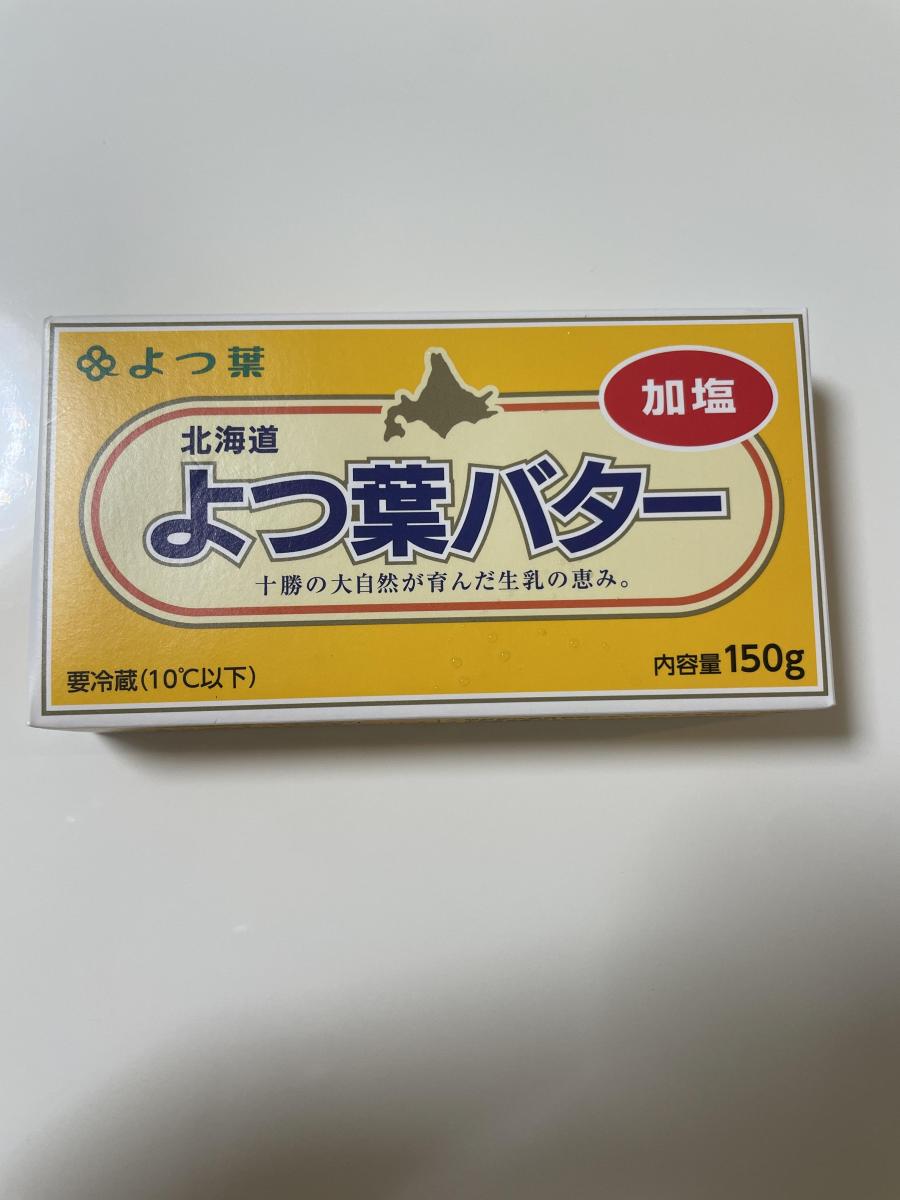 よつ葉
加塩
北海道
よつ葉バター
十勝の大自然が育んだ生乳の恵み。
要冷蔵(10℃以下)
内容量150g